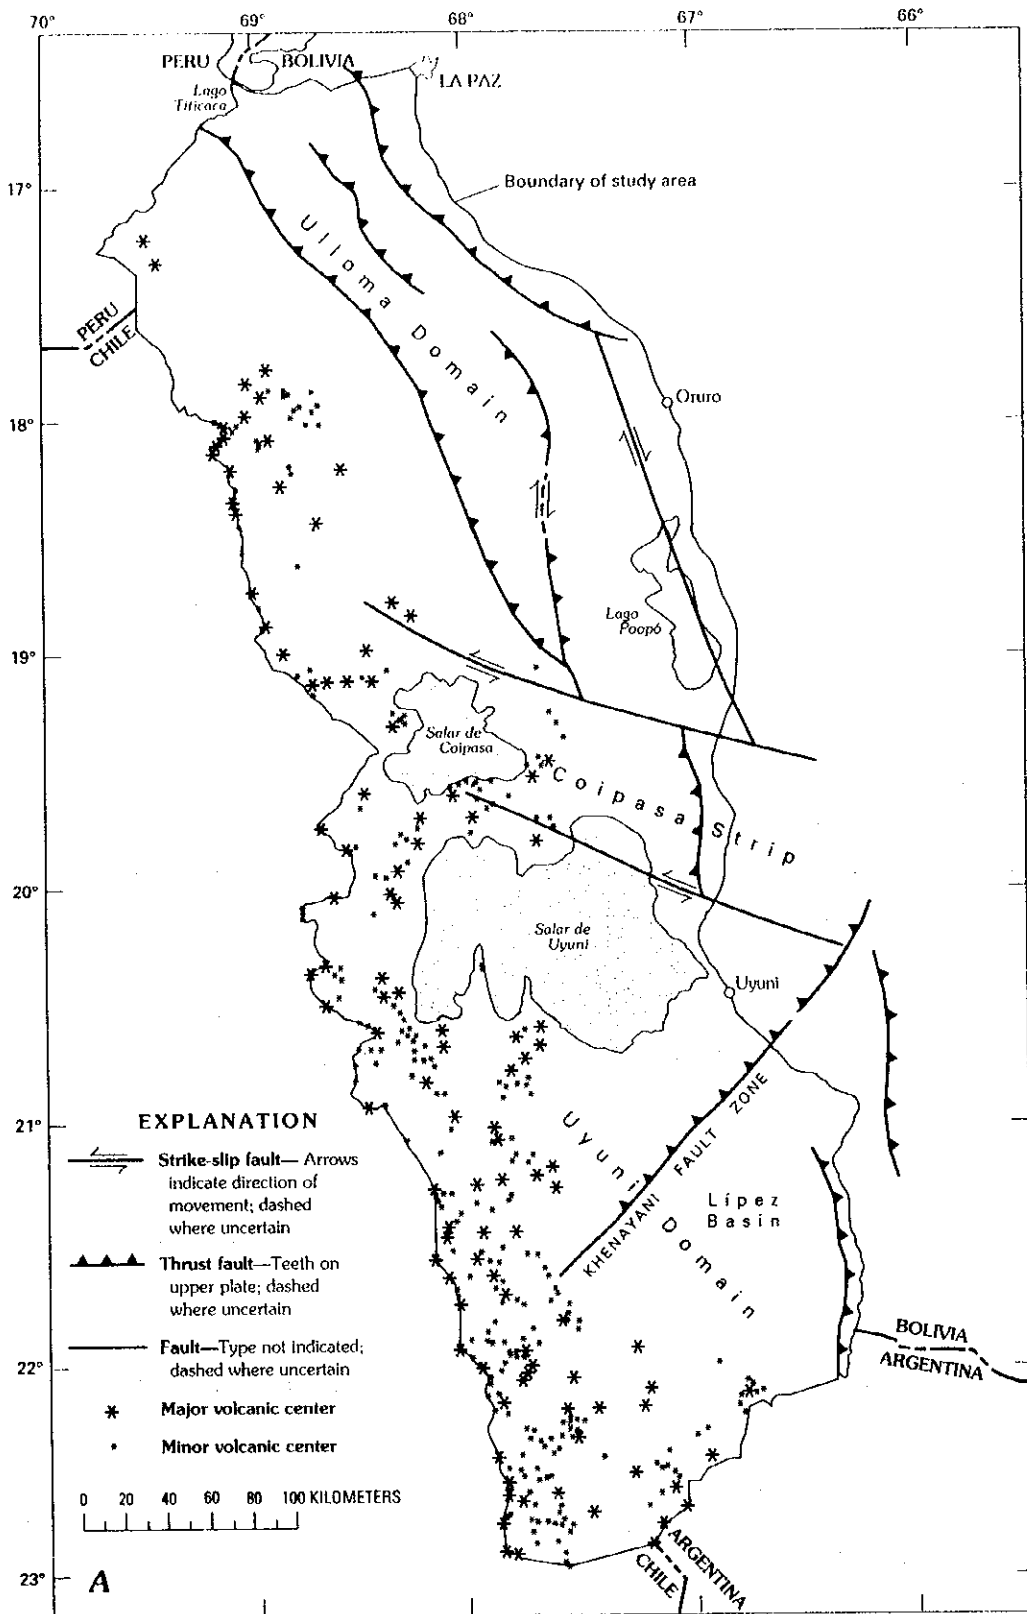 70°
69°
68°
67°
66°
PERU
BOLIVIA
LA PAZ
Lago
Titicaca
17°
Boundary of study area
Ulloma Domain
PERU
CHILE
Oruro
18°
Lago
Poopó
19°
Salar de
Coipasa
Coipasa Strip
20°
Salar de
Uyuni
Uyuni
21°
EXPLANATION
Strike-slip fault— Arrows
indicate direction of
movement; dashed
where uncertain
Thrust fault—Teeth on
upper plate; dashed
where uncertain
Fault—Type not indicated;
dashed where uncertain
Major volcanic center
Minor volcanic center
0 20 40 60 80 100 KILOMETERS
Uyuni Domain
KHENAYANI FAULT ZONE
Lípez
Basin
BOLIVIA
ARGENTINA
22°
ARGENTINA
CHILE
23°
A